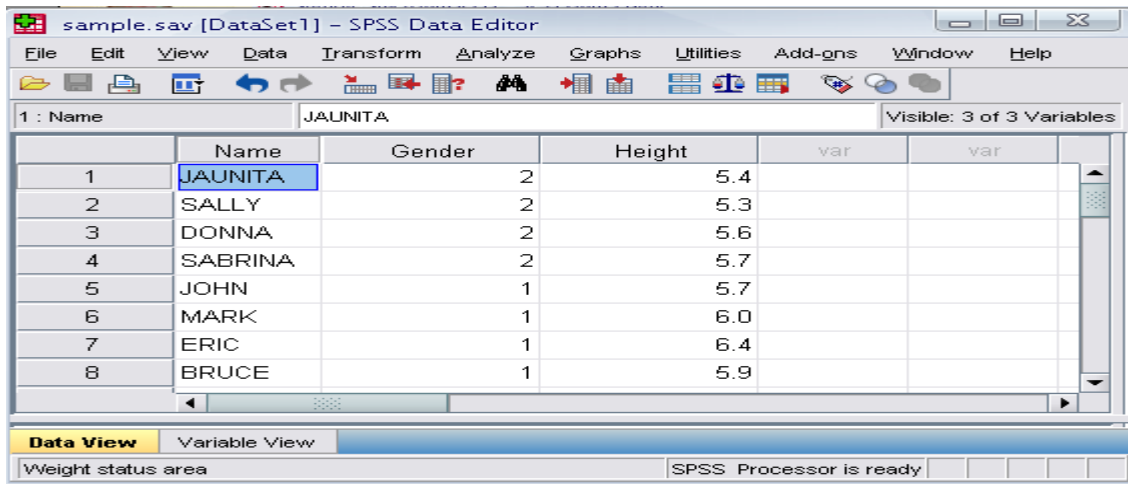 sample.sav [DataSet1] – SPSS Data Editor
File Edit View Data Transform Analyze Graphs Utilities Add-ons Window Help
1 : Name JAUNITA Visible: 3 of 3 Variables
Name Gender Height var var
1 JAUNITA 2 5.4
2 SALLY 2 5.3
3 DONNA 2 5.6
4 SABRINA 2 5.7
5 JOHN 1 5.7
6 MARK 1 6.0
7 ERIC 1 6.4
8 BRUCE 1 5.9
Data View Variable View
Weight status area SPSS Processor is ready